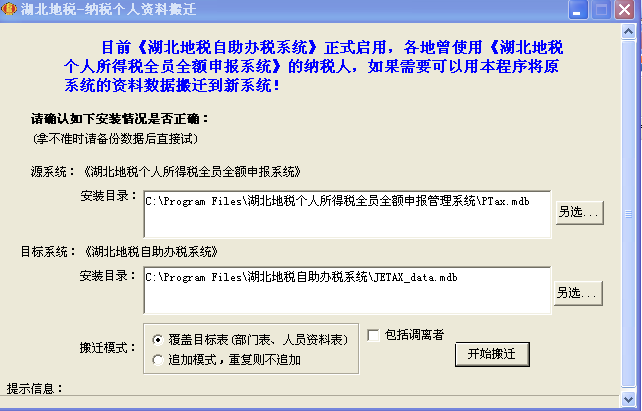 湖北地税-纳税个人资料搬迁
目前《湖北地税自助办税系统》正式启用，各地曾使用《湖北地税
个人所得税全员全额申报系统》的纳税人，如果需要可以用本程序将原
系统的资料数据搬迁到新系统！
请确认如下安装情况是否正确：
(拿不准时请备份数据后直接试)
源系统：《湖北地税个人所得税全员全额申报系统》
安装目录：
C:\Program Files\湖北地税个人所得税全员全额申报管理系统\PTax.mdb
另选...
目标系统：《湖北地税自助办税系统》
安装目录：
C:\Program Files\湖北地税自助办税系统\JETAX_data.mdb
另选...
搬迁模式：
覆盖目标表(部门表、人员资料表)
追加模式，重复则不追加
包括调离者
开始搬迁
提示信息：